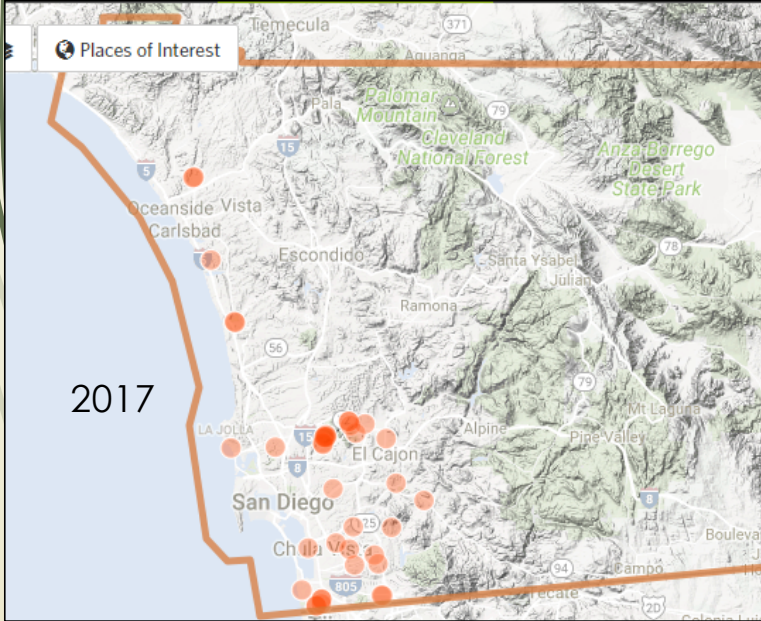 Temecula
371
Places of Interest
Aguanga
Pala
Palomar
Mountain
79
Cleveland
National Forest
15
Anza Borrego
Desert
State Park
5
Oceanside
Vista
Carlsbad
Escondido
Santa Ysabel
78
Julian
Ramona
56
79
2017
Mt Laguna
LA JOLLA
15
Alpine
Pine Valley
El Cajon
8
8
San Diego
Chula Vista
Boulevar
94
Campo
805
Tecate
2D